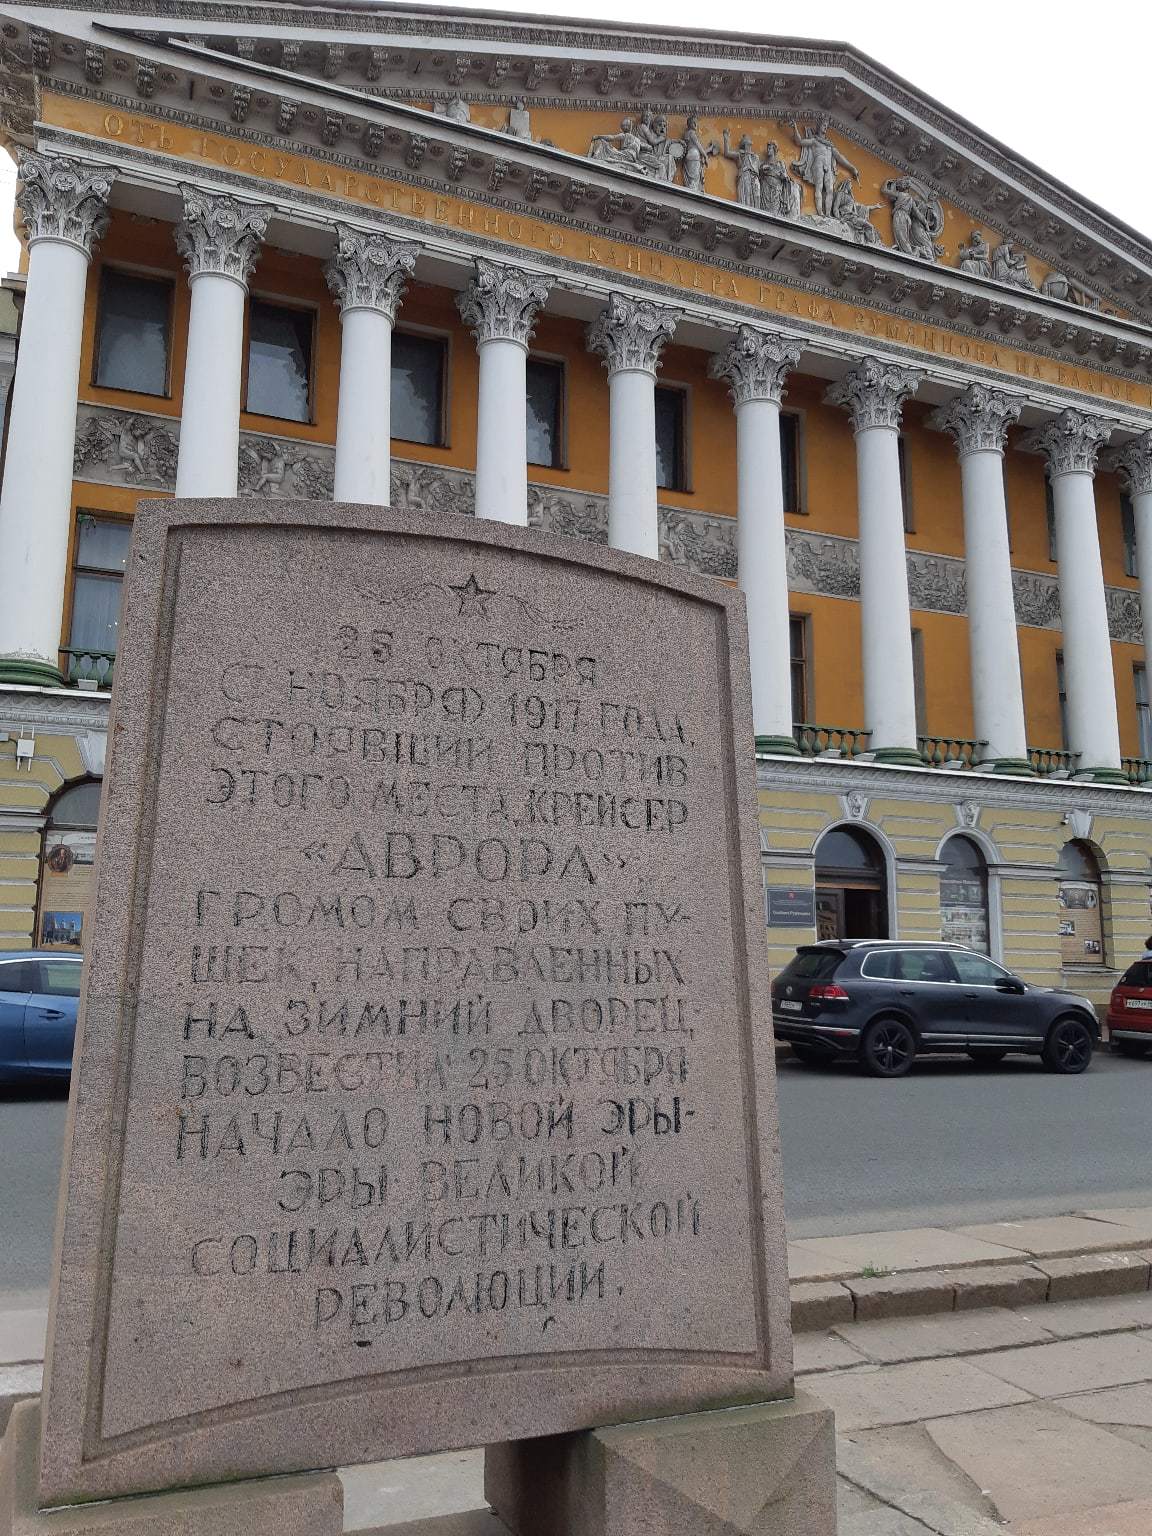 ОТЪ ГОСУДАРСТВЕННОГО КАНЦЛЕРА ГРАФА РУМЯНЦОВА НА БЛАГОЕ
25 ОКТЯБРЯ
(7 НОЯБРЯ) 1917 ГОДА,
СТОЯВШИЙ ПРОТИВ
ЭТОГО МЕСТА, КРЕЙСЕР
«АВРОРА»
ГРОМОМ СВОИХ ПУ-
ШЕК, НАПРАВЛЕННЫХ
НА ЗИМНИЙ ДВОРЕЦ,
ВОЗВЕСТИЛ 25 ОКТЯБРЯ
НАЧАЛО НОВОЙ ЭРЫ-
ЭРЫ ВЕЛИКОЙ
СОЦИАЛИСТИЧЕСКОЙ
РЕВОЛЮЦИИ.